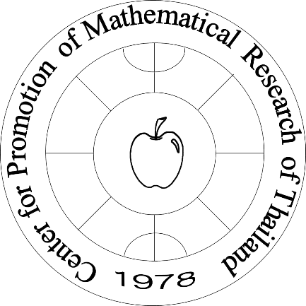 Center for Promotion of Mathematical Research of Thailand
1978